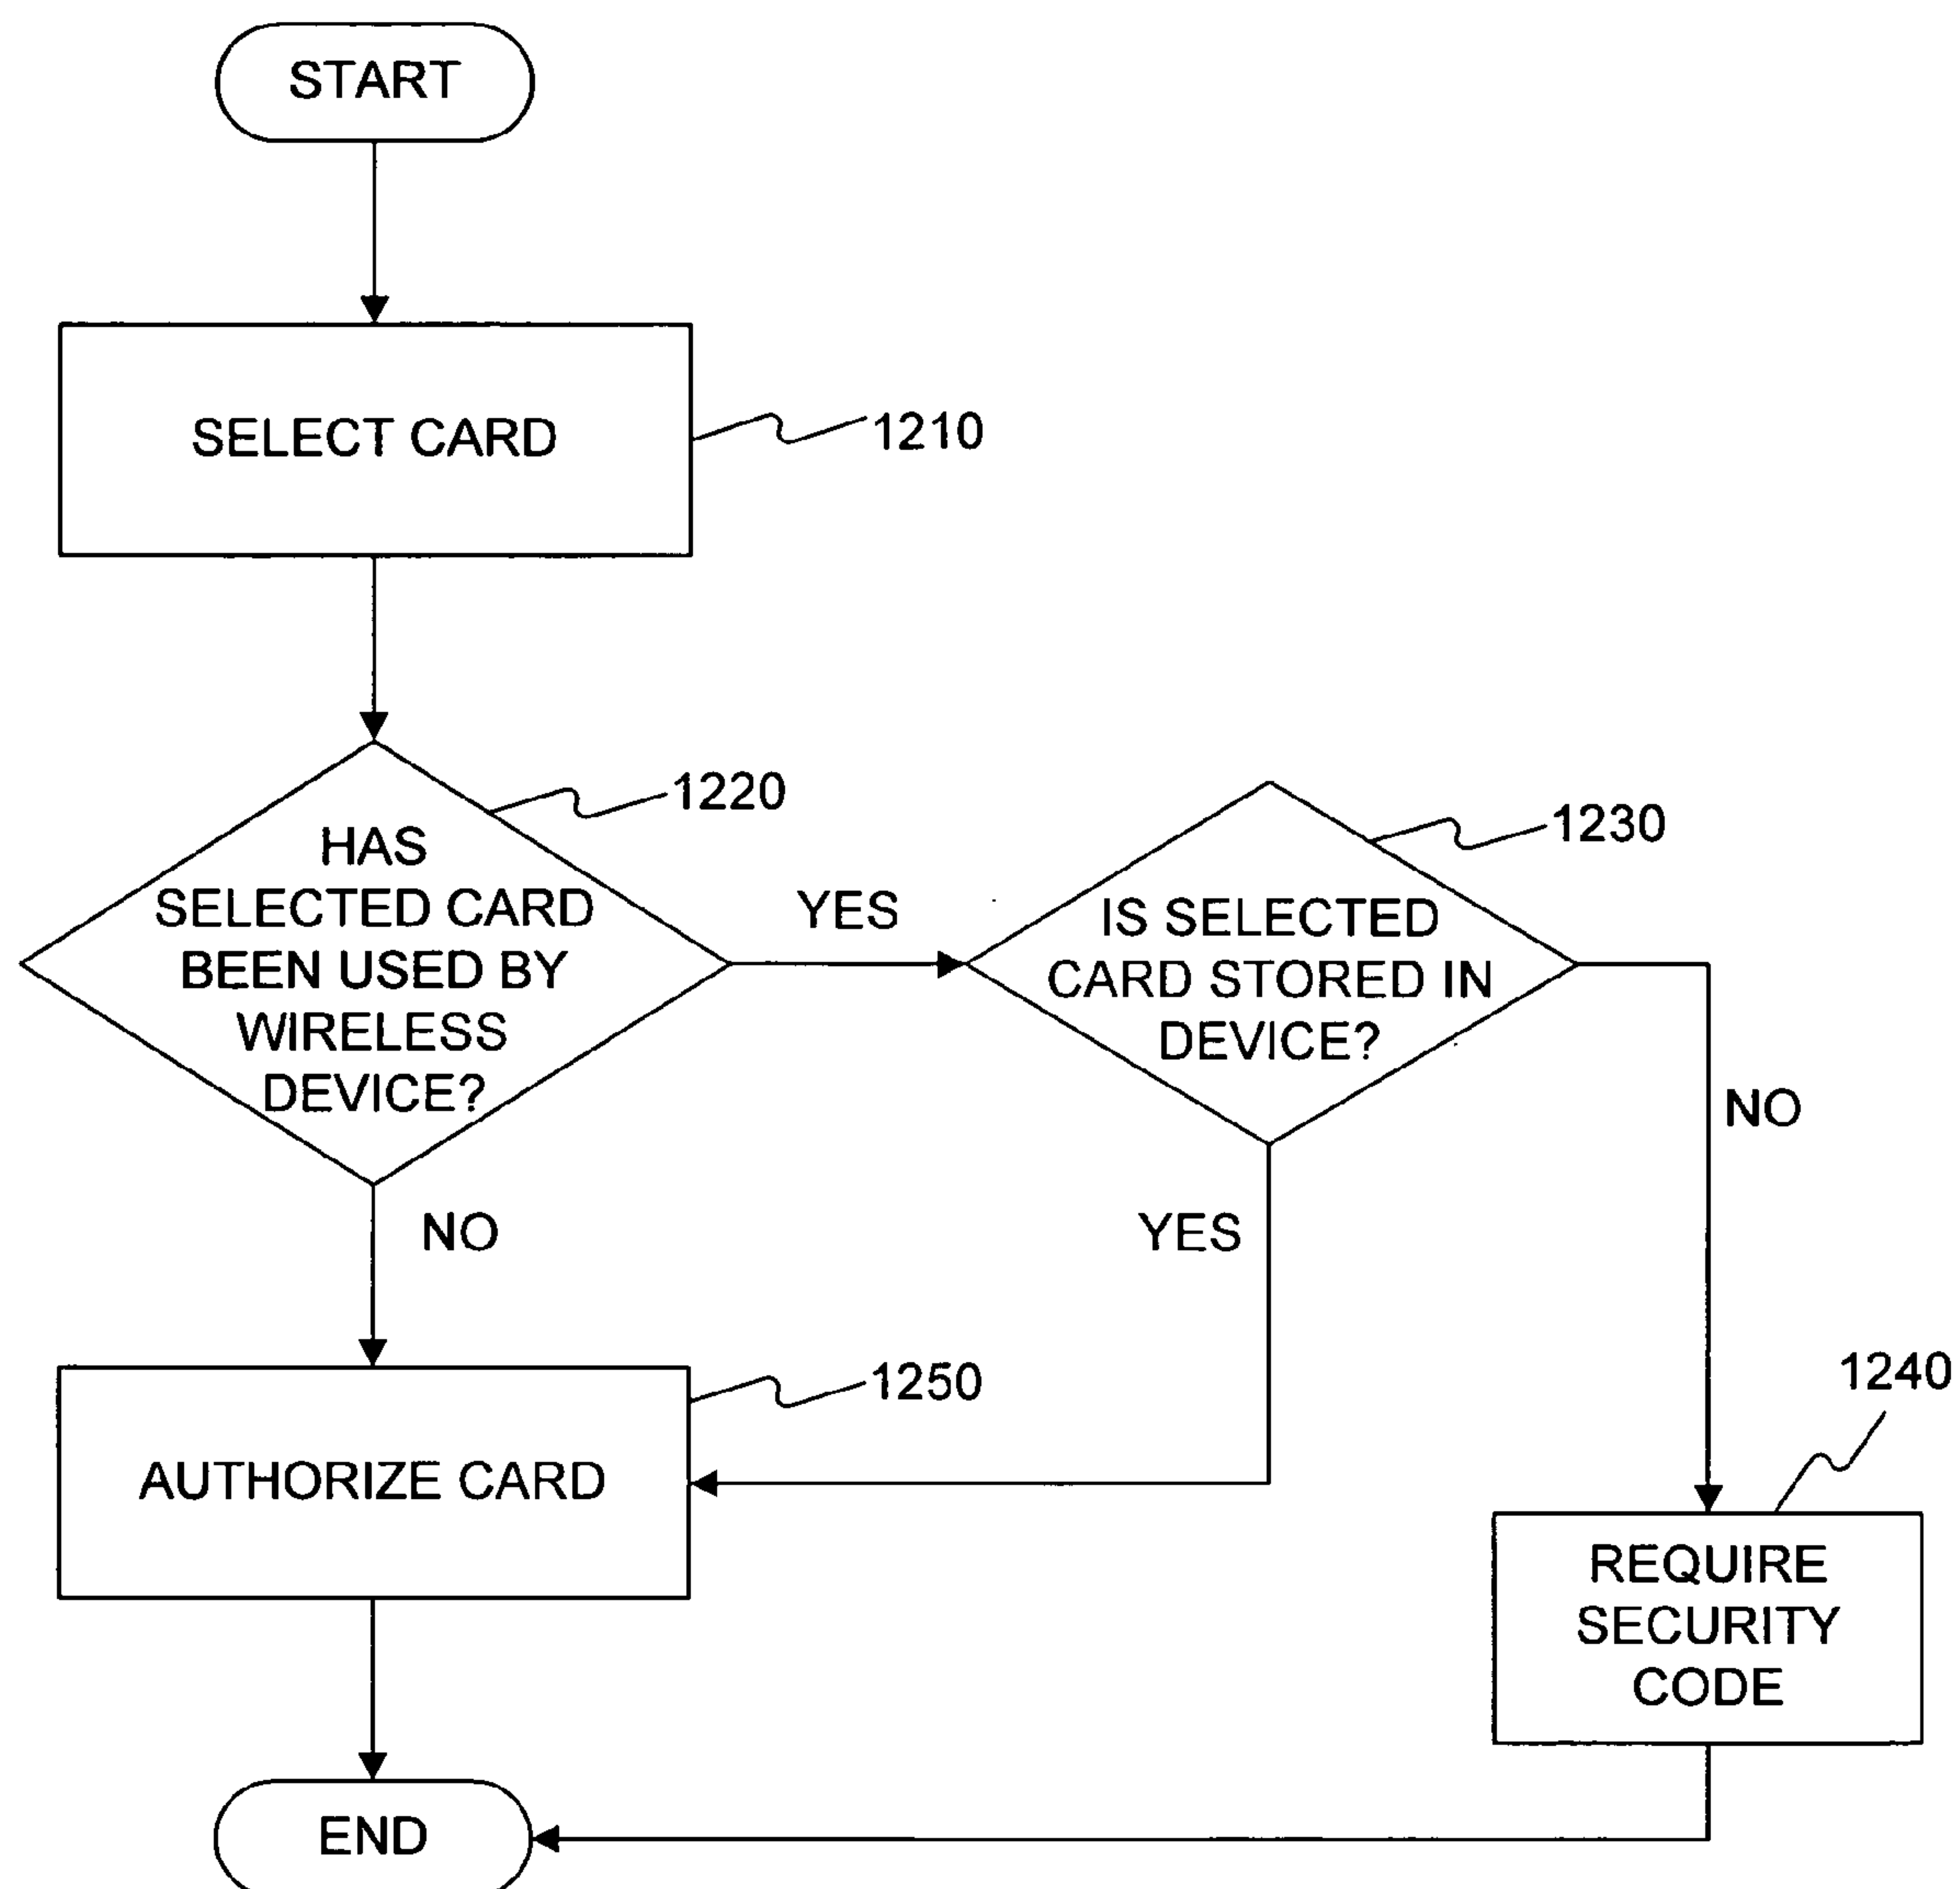 START
SELECT CARD
1210
1220
HAS
SELECTED CARD
BEEN USED BY
WIRELESS
DEVICE?
YES
1230
IS SELECTED
CARD STORED IN
DEVICE?
NO
NO
YES
1250
AUTHORIZE CARD
1240
REQUIRE
SECURITY
CODE
END